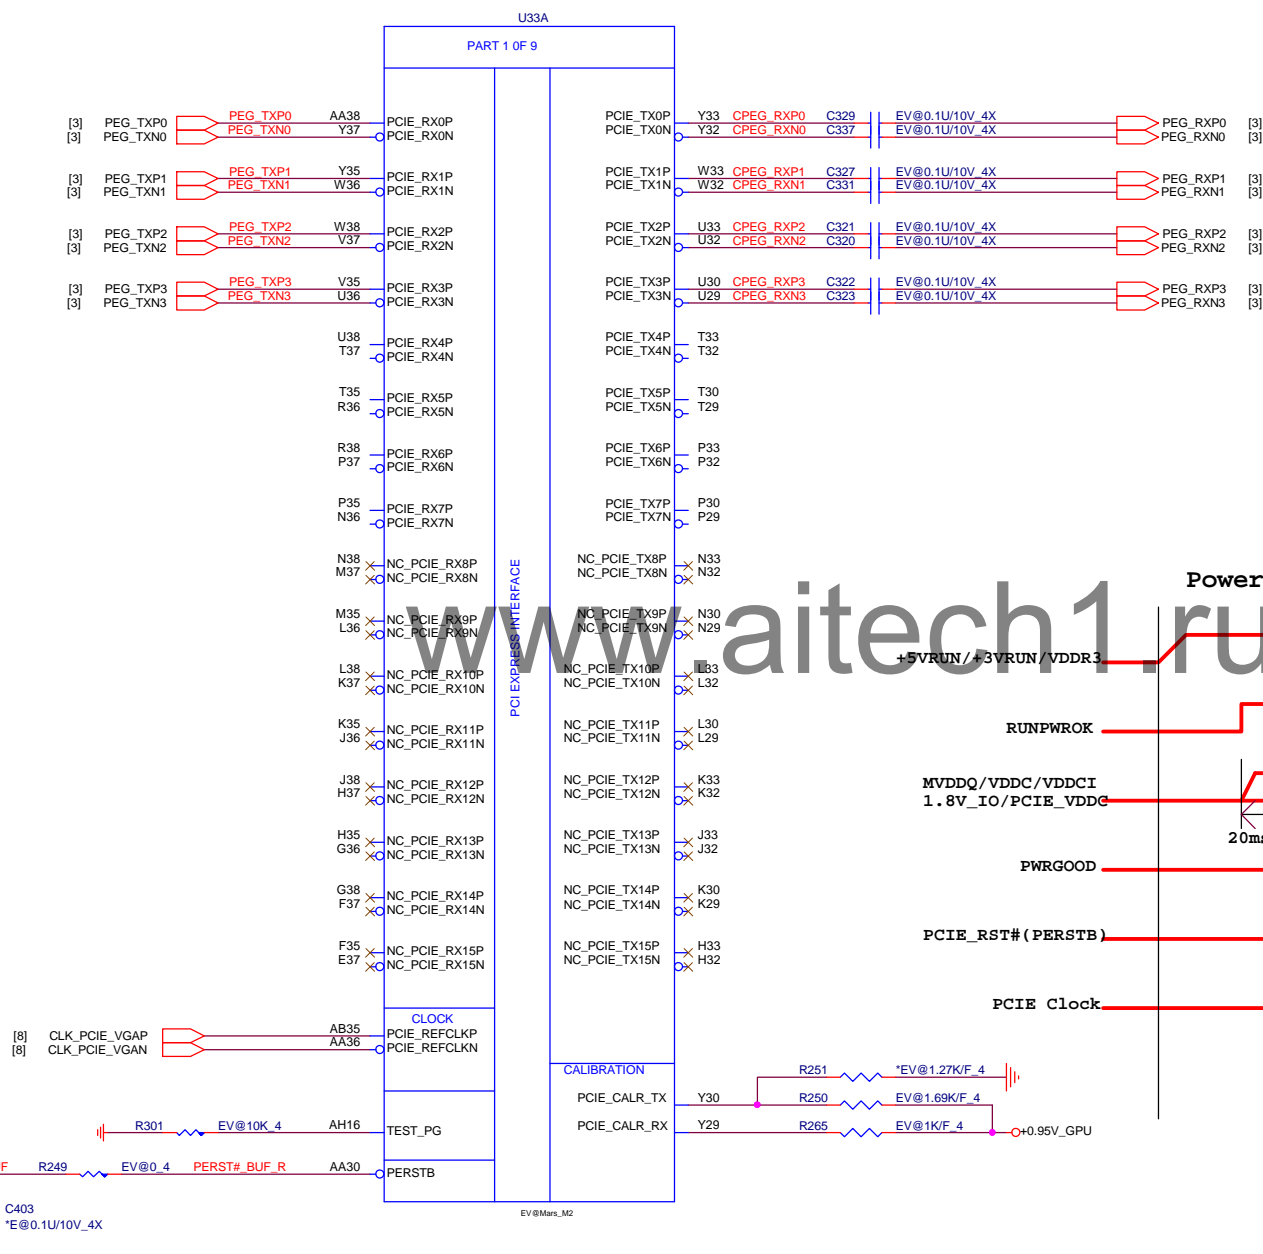 U33A
PART 1 0F 9
[3] PEG_TXP0 PEG_TXP0 AA38 PCIE_RX0P PCIE_TX0P Y33 CPEG_RXP0 C329 EV@0.1U/10V_4X PEG_RXP0 [3]
[3] PEG_TXN0 PEG_TXN0 Y37 PCIE_RX0N PCIE_TX0N Y32 CPEG_RXN0 C337 EV@0.1U/10V_4X PEG_RXN0 [3]
[3] PEG_TXP1 PEG_TXP1 Y35 PCIE_RX1P PCIE_TX1P W33 CPEG_RXP1 C327 EV@0.1U/10V_4X PEG_RXP1 [3]
[3] PEG_TXN1 PEG_TXN1 W36 PCIE_RX1N PCIE_TX1N W32 CPEG_RXN1 C331 EV@0.1U/10V_4X PEG_RXN1 [3]
[3] PEG_TXP2 PEG_TXP2 W38 PCIE_RX2P PCIE_TX2P U33 CPEG_RXP2 C321 EV@0.1U/10V_4X PEG_RXP2 [3]
[3] PEG_TXN2 PEG_TXN2 V37 PCIE_RX2N PCIE_TX2N U32 CPEG_RXN2 C320 EV@0.1U/10V_4X PEG_RXN2 [3]
[3] PEG_TXP3 PEG_TXP3 V35 PCIE_RX3P PCIE_TX3P U30 CPEG_RXP3 C322 EV@0.1U/10V_4X PEG_RXP3 [3]
[3] PEG_TXN3 PEG_TXN3 U36 PCIE_RX3N PCIE_TX3N U29 CPEG_RXN3 C323 EV@0.1U/10V_4X PEG_RXN3 [3]
U38 PCIE_RX4P PCIE_TX4P T33
T37 PCIE_RX4N PCIE_TX4N T32
T35 PCIE_RX5P PCIE_TX5P T30
R36 PCIE_RX5N PCIE_TX5N T29
R38 PCIE_RX6P PCIE_TX6P P33
P37 PCIE_RX6N PCIE_TX6N P32
P35 PCIE_RX7P PCIE_TX7P P30
N36 PCIE_RX7N PCIE_TX7N P29
N38 NC_PCIE_RX8P NC_PCIE_TX8P N33
M37 NC_PCIE_RX8N NC_PCIE_TX8N N32
M35 NC_PCIE_RX9P NC_PCIE_TX9P N30
L36 NC_PCIE_RX9N NC_PCIE_TX9N N29
L38 NC_PCIE_RX10P NC_PCIE_TX10P L33
K37 NC_PCIE_RX10N NC_PCIE_TX10N L32
K35 NC_PCIE_RX11P NC_PCIE_TX11P L30
J36 NC_PCIE_RX11N NC_PCIE_TX11N L29
J38 NC_PCIE_RX12P NC_PCIE_TX12P K33
H37 NC_PCIE_RX12N NC_PCIE_TX12N K32
H35 NC_PCIE_RX13P NC_PCIE_TX13P J33
G36 NC_PCIE_RX13N NC_PCIE_TX13N J32
G38 NC_PCIE_RX14P NC_PCIE_TX14P K30
F37 NC_PCIE_RX14N NC_PCIE_TX14N K29
F35 NC_PCIE_RX15P NC_PCIE_TX15P H33
E37 NC_PCIE_RX15N NC_PCIE_TX15N H32
PCI EXPRESS INTERFACE
www.aitech1.ru
Power
+5VRUN/+3VRUN/VDDR3
RUNPWROK
MVDDQ/VDDC/VDDCI
1.8V_IO/PCIE_VDDC
20ms
PWRGOOD
PCIE_RST#(PERSTB)
PCIE Clock
CLOCK
[8] CLK_PCIE_VGAP AB35 PCIE_REFCLKP
[8] CLK_PCIE_VGAN AA36 PCIE_REFCLKN
CALIBRATION
R251 *EV@1.27K/F_4
PCIE_CALR_TX Y30 R250 EV@1.69K/F_4
PCIE_CALR_RX Y29 R265 EV@1K/F_4 +0.95V_GPU
R301 EV@10K_4 AH16 TEST_PG
F R249 EV@0_4 PERST#_BUF_R AA30 PERSTB
C403
*E@0.1U/10V_4X
EV@Mars_M2